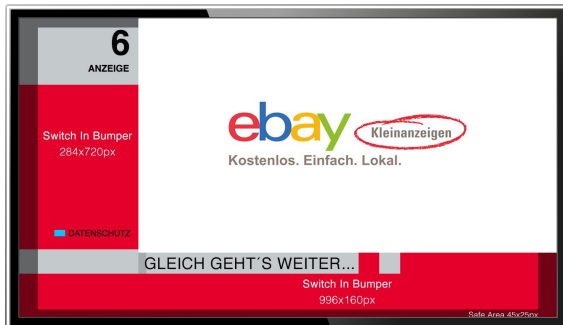 6
ANZEIGE
Switch In Bumper
284x720px
DATENSCHUTZ
ebay
Kleinanzeigen
Kostenlos. Einfach. Lokal.
GLEICH GEHT´S WEITER...
Switch In Bumper
996x160px
Safe Area 45x25px